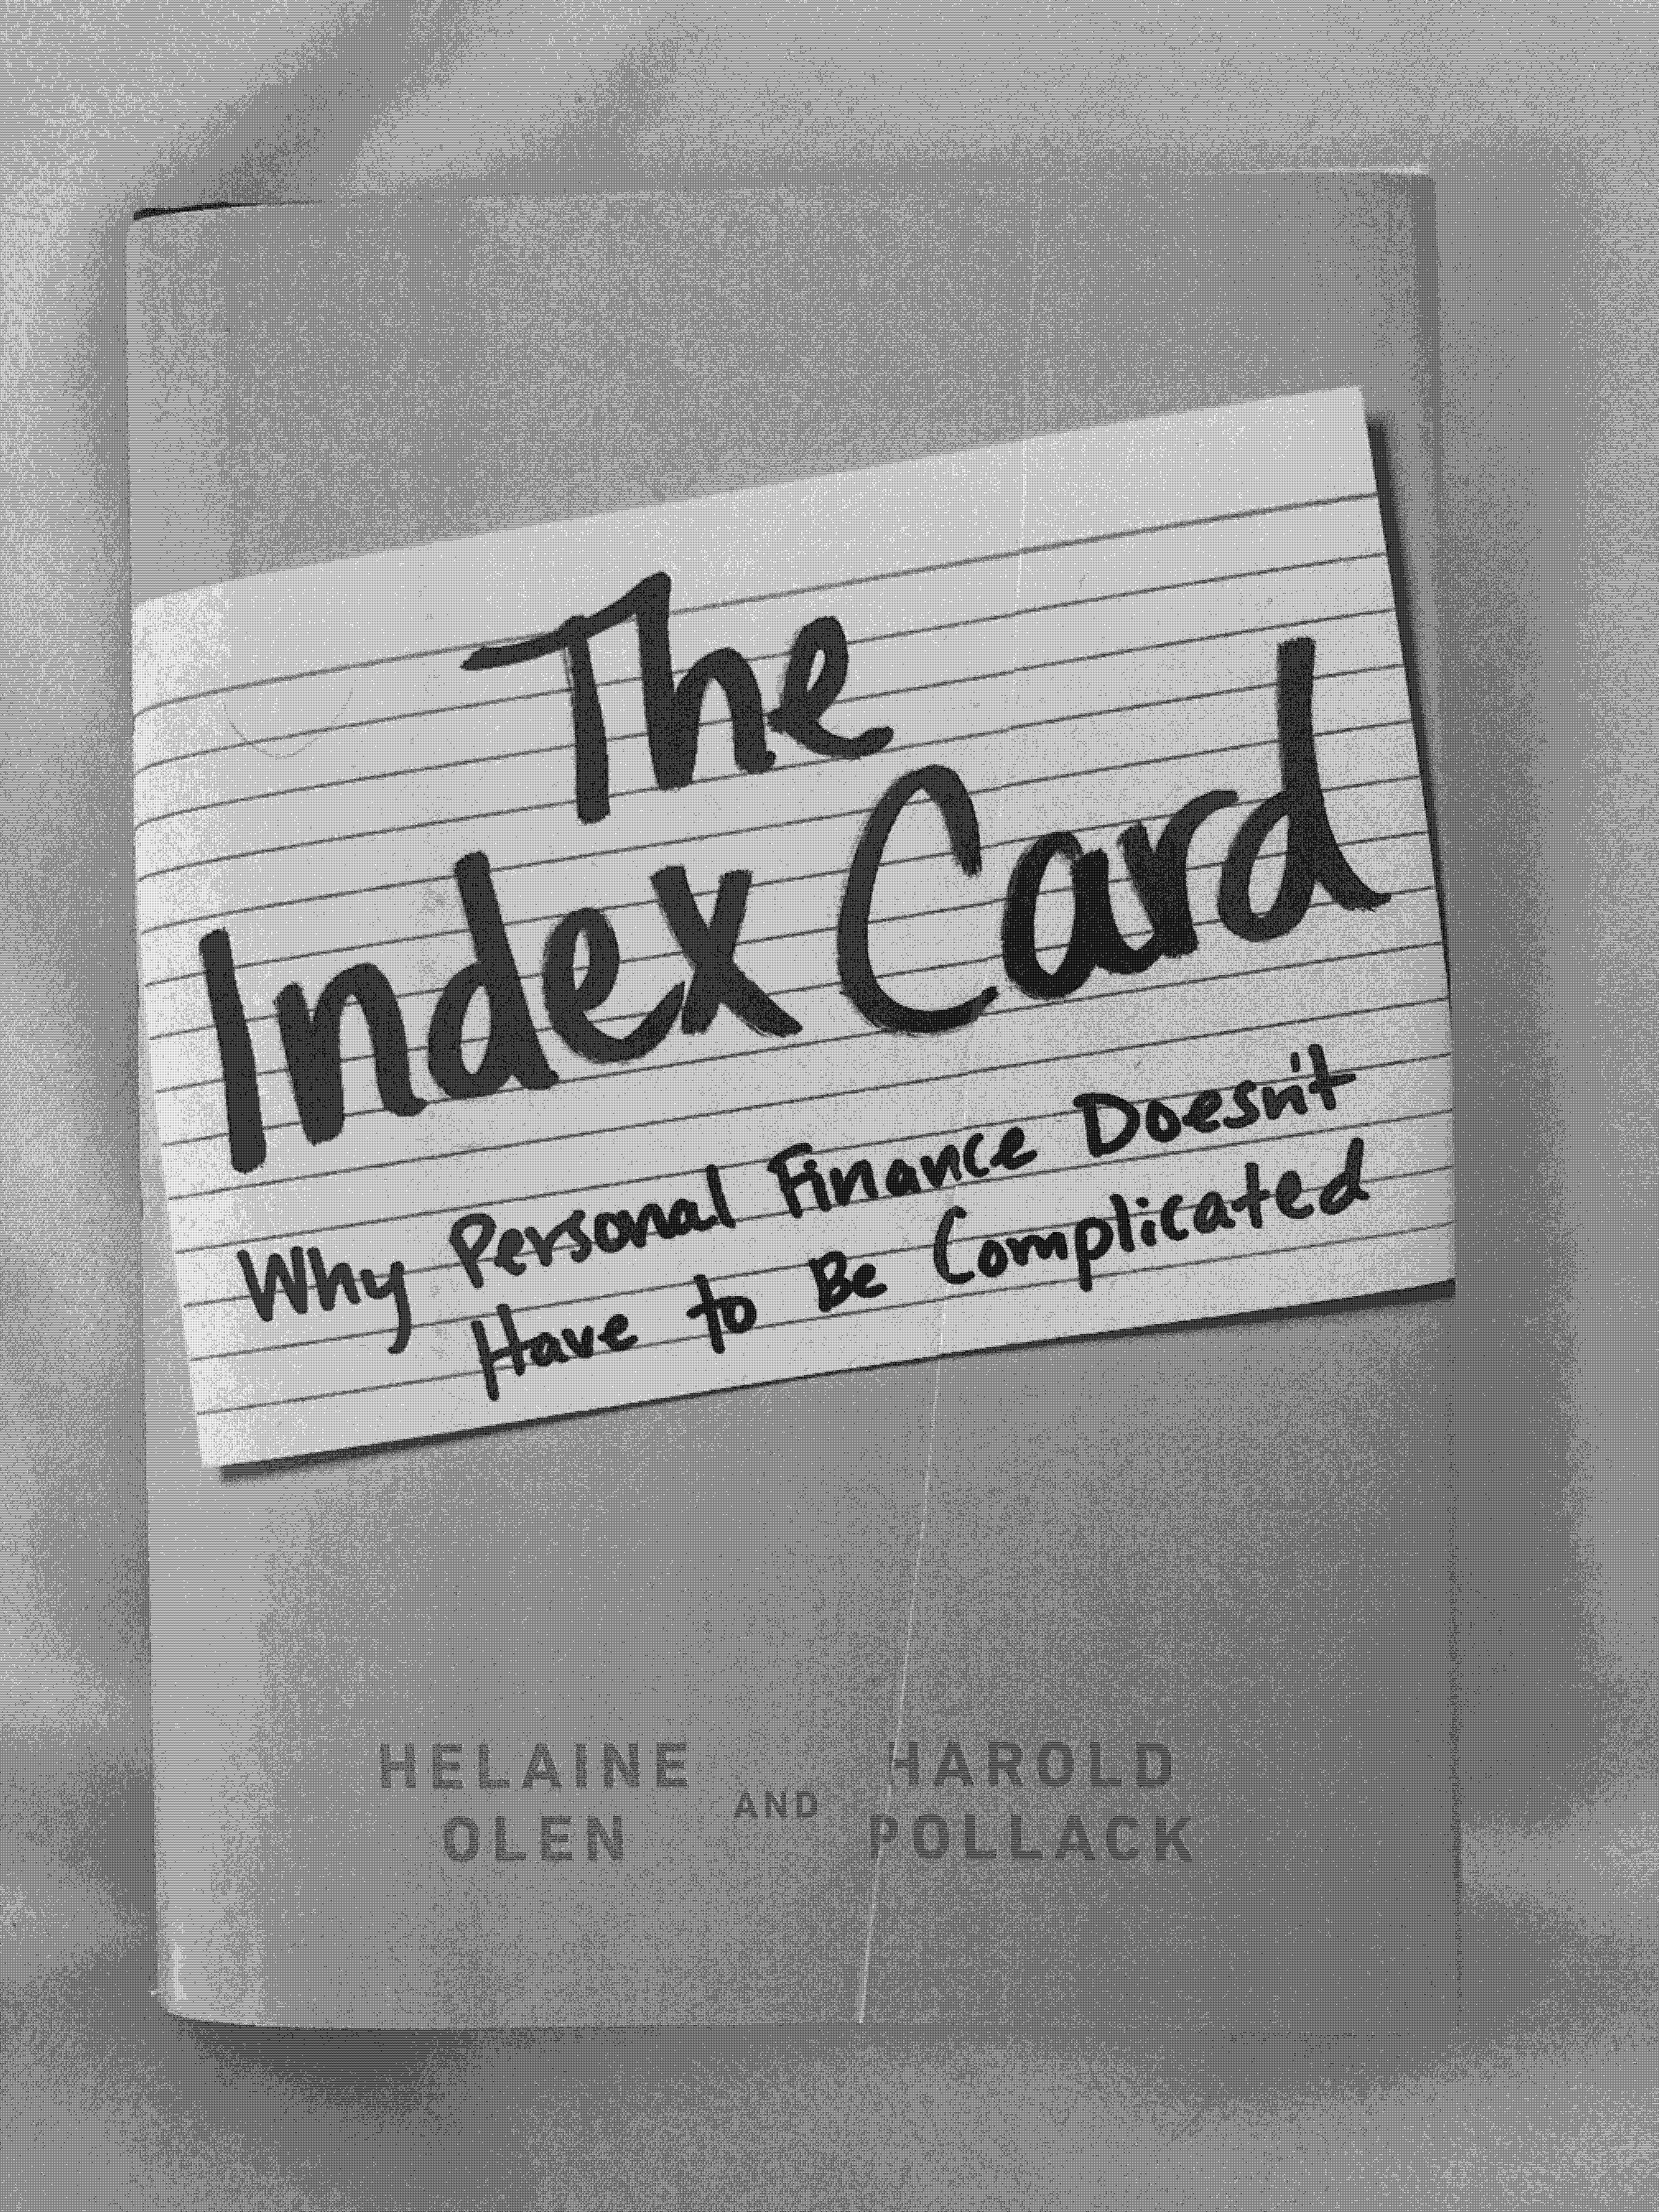 The
Index Card
Why Personal Finance Doesn't
Have to Be Complicated
HELAINE
OLEN
AND
HAROLD
POLLACK